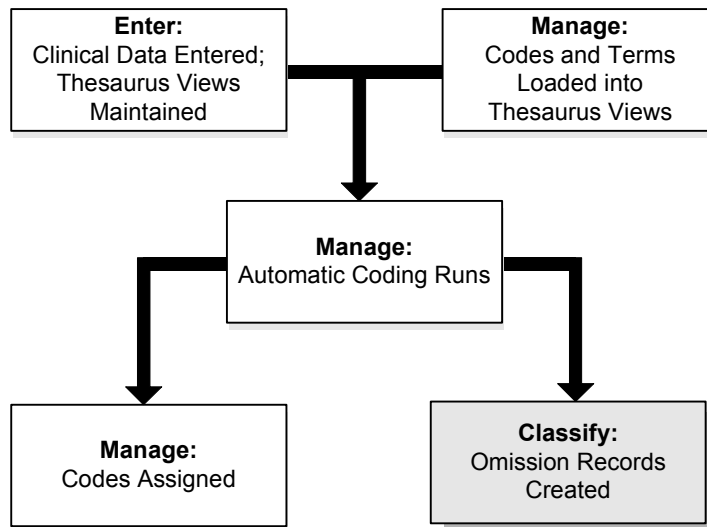 Enter:
Clinical Data Entered;
Thesaurus Views
Maintained
Manage:
Codes and Terms
Loaded into
Thesaurus Views
Manage:
Automatic Coding Runs
Manage:
Codes Assigned
Classify:
Omission Records
Created